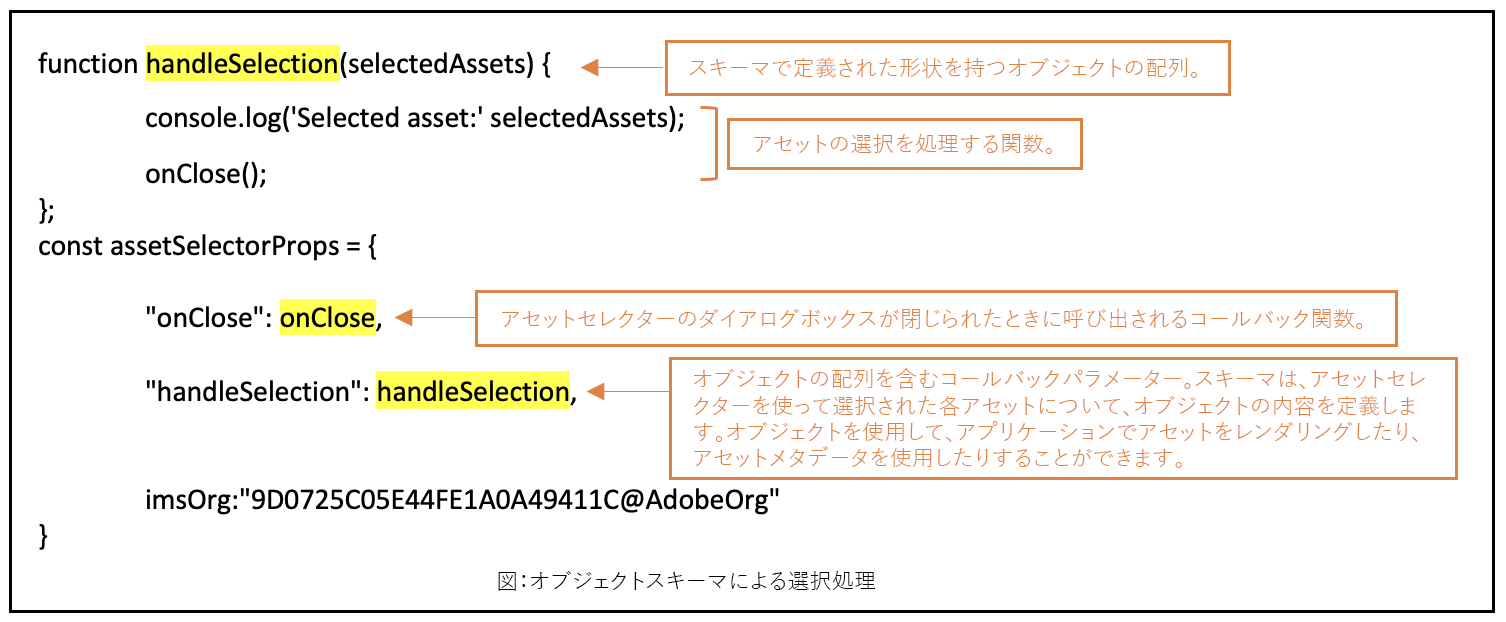 function handleSelection(selectedAssets) {
スキーマで定義された形状を持つオブジェクトの配列。
console.log('Selected asset:' selectedAssets);
アセットの選択を処理する関数。
onClose();
};
const assetSelectorProps = {
"onClose": onClose,
アセットセレクターのダイアログボックスが閉じられたときに呼び出されるコールバック関数。
"handleSelection": handleSelection,
オブジェクトの配列を含むコールバックパラメーター。スキーマは、アセットセレ
クターを使って選択された各アセットについて、オブジェクトの内容を定義しま
す。オブジェクトを使用して、アプリケーションでアセットをレンダリングしたり、
アセットメタデータを使用したりすることができます。
imsOrg:"9D0725C05E44FE1A0A49411C@AdobeOrg"
}
図：オブジェクトスキーマによる選択処理